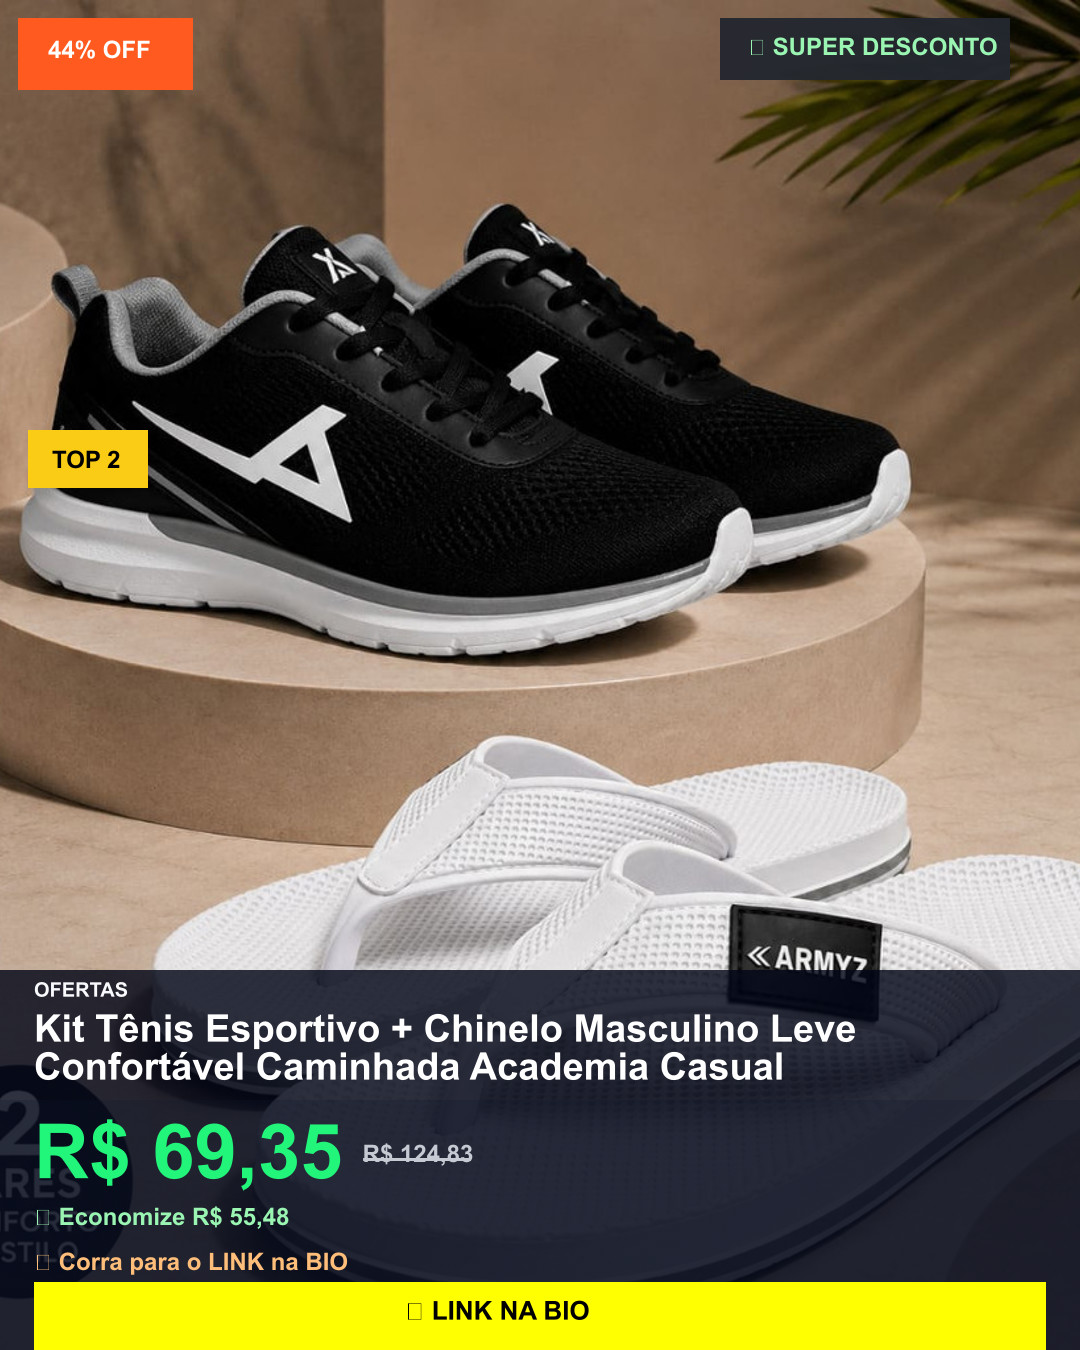 44% OFF
SUPER DESCONTO
TOP 2
ARMYZ
OFERTAS
Kit Tênis Esportivo + Chinelo Masculino Leve
Confortável Caminhada Academia Casual
R$ 69,35 R$ 124,83
Economize R$ 55,48
Corra para o LINK na BIO
LINK NA BIO
2